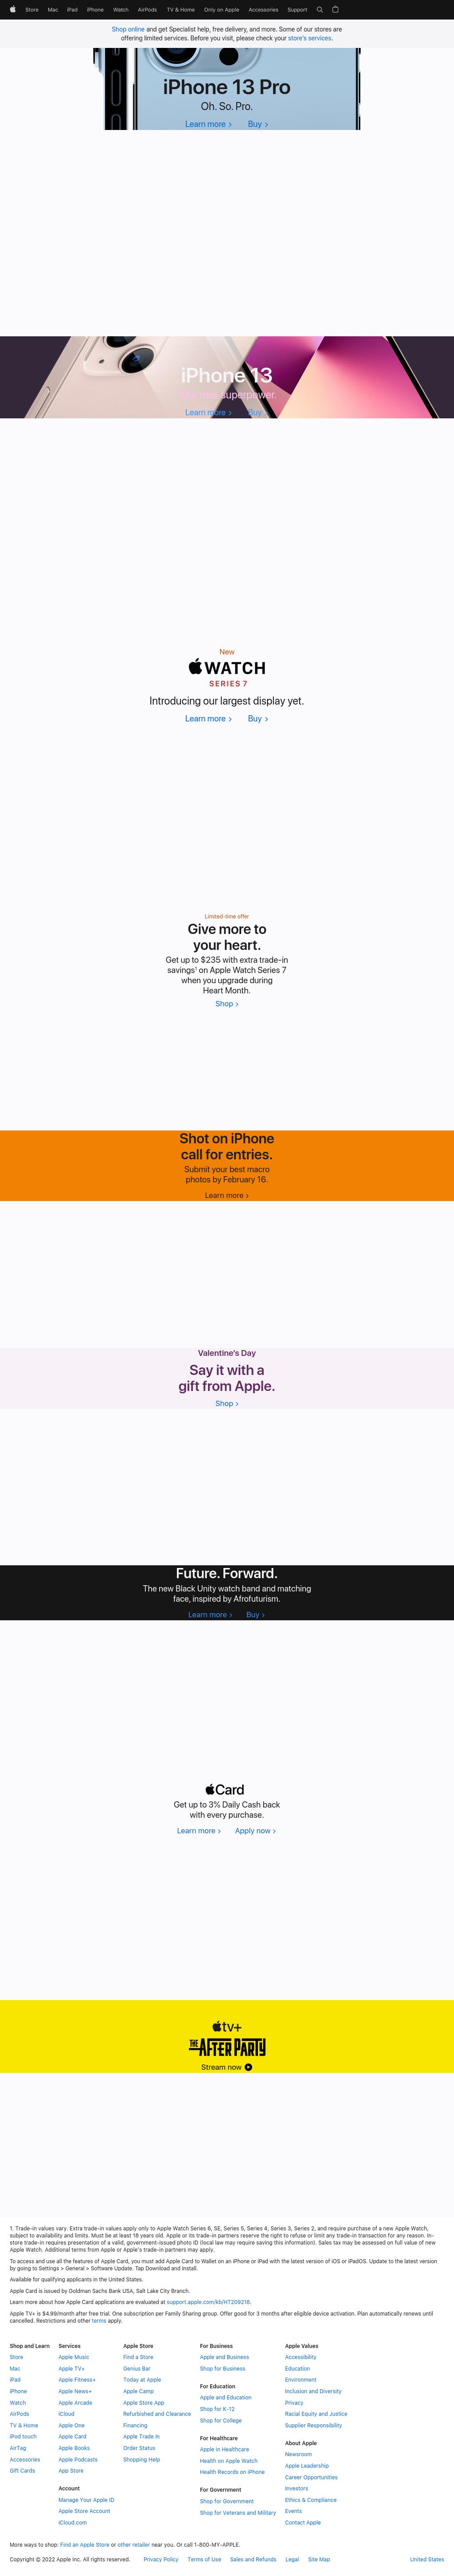 Store Mac iPad iPhone Watch AirPods TV & Home Only on Apple Accessories Support
Shop online and get Specialist help, free delivery, and more. Some of our stores are
offering limited services. Before you visit, please check your store's services.
iPhone 13 Pro
Oh. So. Pro.
Learn more > Buy >
iPhone 13
superpower.
Learn more > Buy
New
WATCH
SERIES 7
Introducing our largest display yet.
Learn more > Buy >
Limited-time offer
Give more to
your heart.
Get up to $235 with extra trade-in
savings¹ on Apple Watch Series 7
when you upgrade during
Heart Month.
Shop >
Shot on iPhone
call for entries.
Submit your best macro
photos by February 16.
Learn more >
Valentine's Day
Say it with a
gift from Apple.
Shop >
Future. Forward.
The new Black Unity watch band and matching
face, inspired by Afrofuturism.
Learn more > Buy >
Card
Get up to 3% Daily Cash back
with every purchase.
Learn more > Apply now >
tv+
THE AFTERPARTY
Stream now
1. Trade-in values vary. Extra trade-in values apply only to Apple Watch Series 6, SE, Series 5, Series 4, Series 3, Series 2, and require purchase of a new Apple Watch,
subject to availability and limits. Must be at least 18 years old. Apple or its trade-in partners reserve the right to refuse or limit any trade-in transaction for any reason. In-
store trade-in requires presentation of a valid, government-issued photo ID (local law may require saving this information). Sales tax may be assessed on full value of new
Apple Watch. Additional terms from Apple or Apple's trade-in partners may apply.
To access and use all the features of Apple Card, you must add Apple Card to Wallet on an iPhone or iPad with the latest version of iOS or iPadOS. Update to the latest version
by going to Settings > General > Software Update. Tap Download and Install.
Available for qualifying applicants in the United States.
Apple Card is issued by Goldman Sachs Bank USA, Salt Lake City Branch.
Learn more about how Apple Card applications are evaluated at support.apple.com/kb/HT209218.
Apple TV+ is $4.99/month after free trial. One subscription per Family Sharing group. Offer good for 3 months after eligible device activation. Plan automatically renews until
cancelled. Restrictions and other terms apply.
Shop and Learn
Store
Mac
iPad
iPhone
Watch
AirPods
TV & Home
iPod touch
AirTag
Accessories
Gift Cards
Services
Apple Music
Apple TV+
Apple Fitness+
Apple News+
Apple Arcade
iCloud
Apple One
Apple Card
Apple Books
Apple Podcasts
App Store
Account
Manage Your Apple ID
Apple Store Account
iCloud.com
Apple Store
Find a Store
Genius Bar
Today at Apple
Apple Camp
Apple Store App
Refurbished and Clearance
Financing
Apple Trade In
Order Status
Shopping Help
For Business
Apple and Business
Shop for Business
For Education
Apple and Education
Shop for K-12
Shop for College
For Healthcare
Apple in Healthcare
Health on Apple Watch
Health Records on iPhone
For Government
Shop for Government
Shop for Veterans and Military
Apple Values
Accessibility
Education
Environment
Inclusion and Diversity
Privacy
Racial Equity and Justice
Supplier Responsibility
About Apple
Newsroom
Apple Leadership
Career Opportunities
Investors
Ethics & Compliance
Events
Contact Apple
More ways to shop: Find an Apple Store or other retailer near you. Or call 1-800-MY-APPLE.
Copyright © 2022 Apple Inc. All rights reserved. Privacy Policy Terms of Use Sales and Refunds Legal Site Map United States